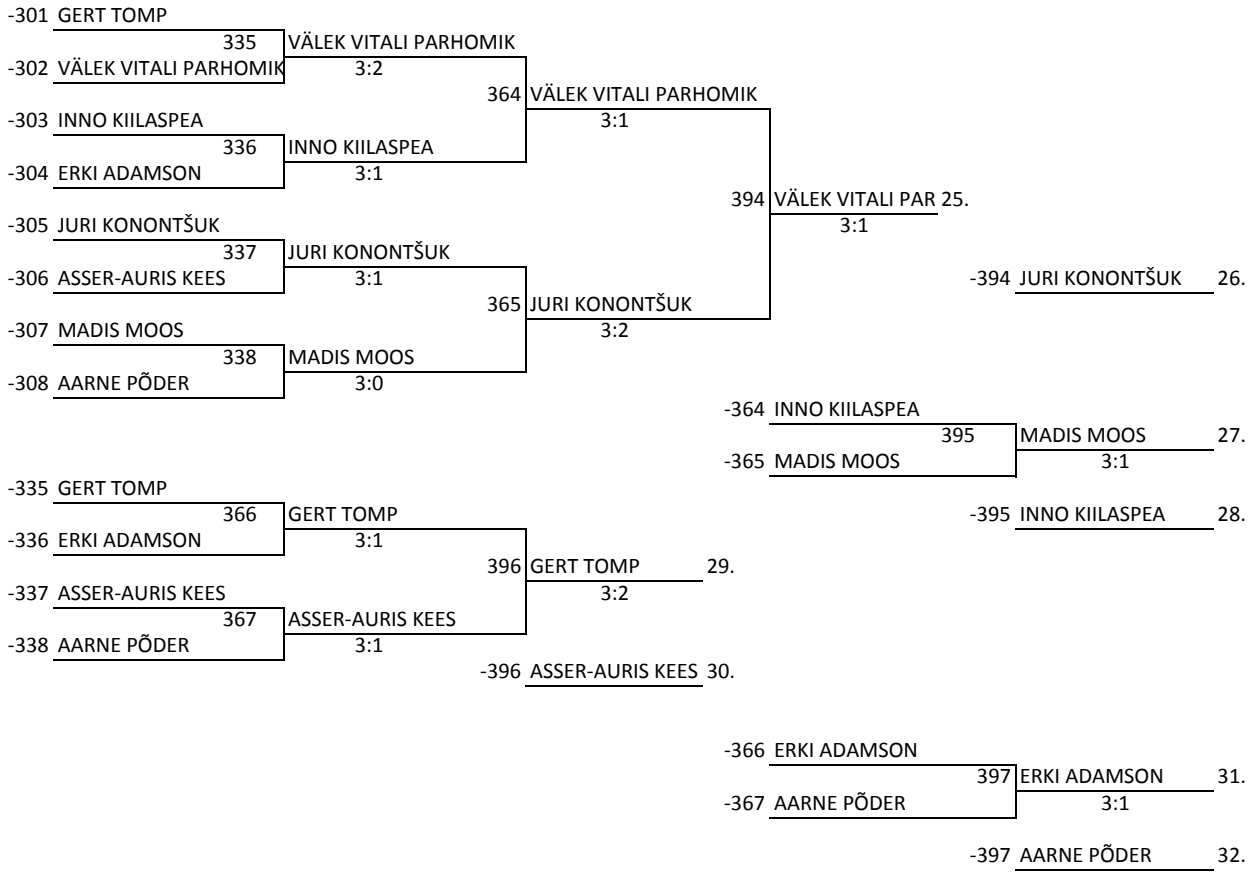 -301 GERT TOMP
335 VÄLEK VITALI PARHOMIK
-302 VÄLEK VITALI PARHOMIK 3:2
364 VÄLEK VITALI PARHOMIK
-303 INNO KIILASPEA 3:1
336 INNO KIILASPEA
-304 ERKI ADAMSON 3:1
394 VÄLEK VITALI PAR 25.
-305 JURI KONONTŠUK 3:1
337 JURI KONONTŠUK
-306 ASSER-AURIS KEES 3:1 -394 JURI KONONTŠUK 26.
365 JURI KONONTŠUK
-307 MADIS MOOS 3:2
338 MADIS MOOS
-308 AARNE PÕDER 3:0
-364 INNO KIILASPEA
395 MADIS MOOS 27.
-365 MADIS MOOS 3:1
-335 GERT TOMP
366 GERT TOMP -395 INNO KIILASPEA 28.
-336 ERKI ADAMSON 3:1
396 GERT TOMP 29.
-337 ASSER-AURIS KEES 3:2
367 ASSER-AURIS KEES
-338 AARNE PÕDER 3:1
-396 ASSER-AURIS KEES 30.
-366 ERKI ADAMSON
397 ERKI ADAMSON 31.
-367 AARNE PÕDER 3:1
-397 AARNE PÕDER 32.